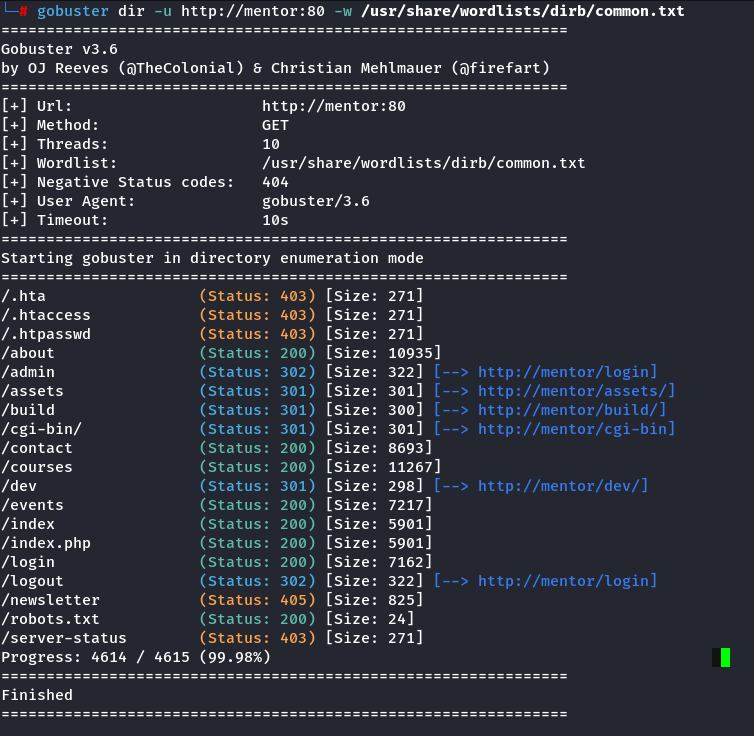 └─# gobuster dir -u http://mentor:80 -w /usr/share/wordlists/dirb/common.txt
===============================================================
Gobuster v3.6
by OJ Reeves (@TheColonial) & Christian Mehlmauer (@firefart)
===============================================================
[+] Url:                     http://mentor:80
[+] Method:                  GET
[+] Threads:                 10
[+] Wordlist:                /usr/share/wordlists/dirb/common.txt
[+] Negative Status codes:   404
[+] User Agent:              gobuster/3.6
[+] Timeout:                 10s
===============================================================
Starting gobuster in directory enumeration mode
===============================================================
/.hta                 (Status: 403) [Size: 271]
/.htaccess            (Status: 403) [Size: 271]
/.htpasswd            (Status: 403) [Size: 271]
/about                (Status: 200) [Size: 10935]
/admin                (Status: 302) [Size: 322] [--> http://mentor/login]
/assets               (Status: 301) [Size: 301] [--> http://mentor/assets/]
/build                (Status: 301) [Size: 300] [--> http://mentor/build/]
/cgi-bin/             (Status: 301) [Size: 301] [--> http://mentor/cgi-bin]
/contact              (Status: 200) [Size: 8693]
/courses              (Status: 200) [Size: 11267]
/dev                  (Status: 301) [Size: 298] [--> http://mentor/dev/]
/events               (Status: 200) [Size: 7217]
/index                (Status: 200) [Size: 5901]
/index.php            (Status: 200) [Size: 5901]
/login                (Status: 200) [Size: 7162]
/logout               (Status: 302) [Size: 322] [--> http://mentor/login]
/newsletter           (Status: 405) [Size: 825]
/robots.txt           (Status: 200) [Size: 24]
/server-status        (Status: 403) [Size: 271]
Progress: 4614 / 4615 (99.98%)
===============================================================
Finished
===============================================================